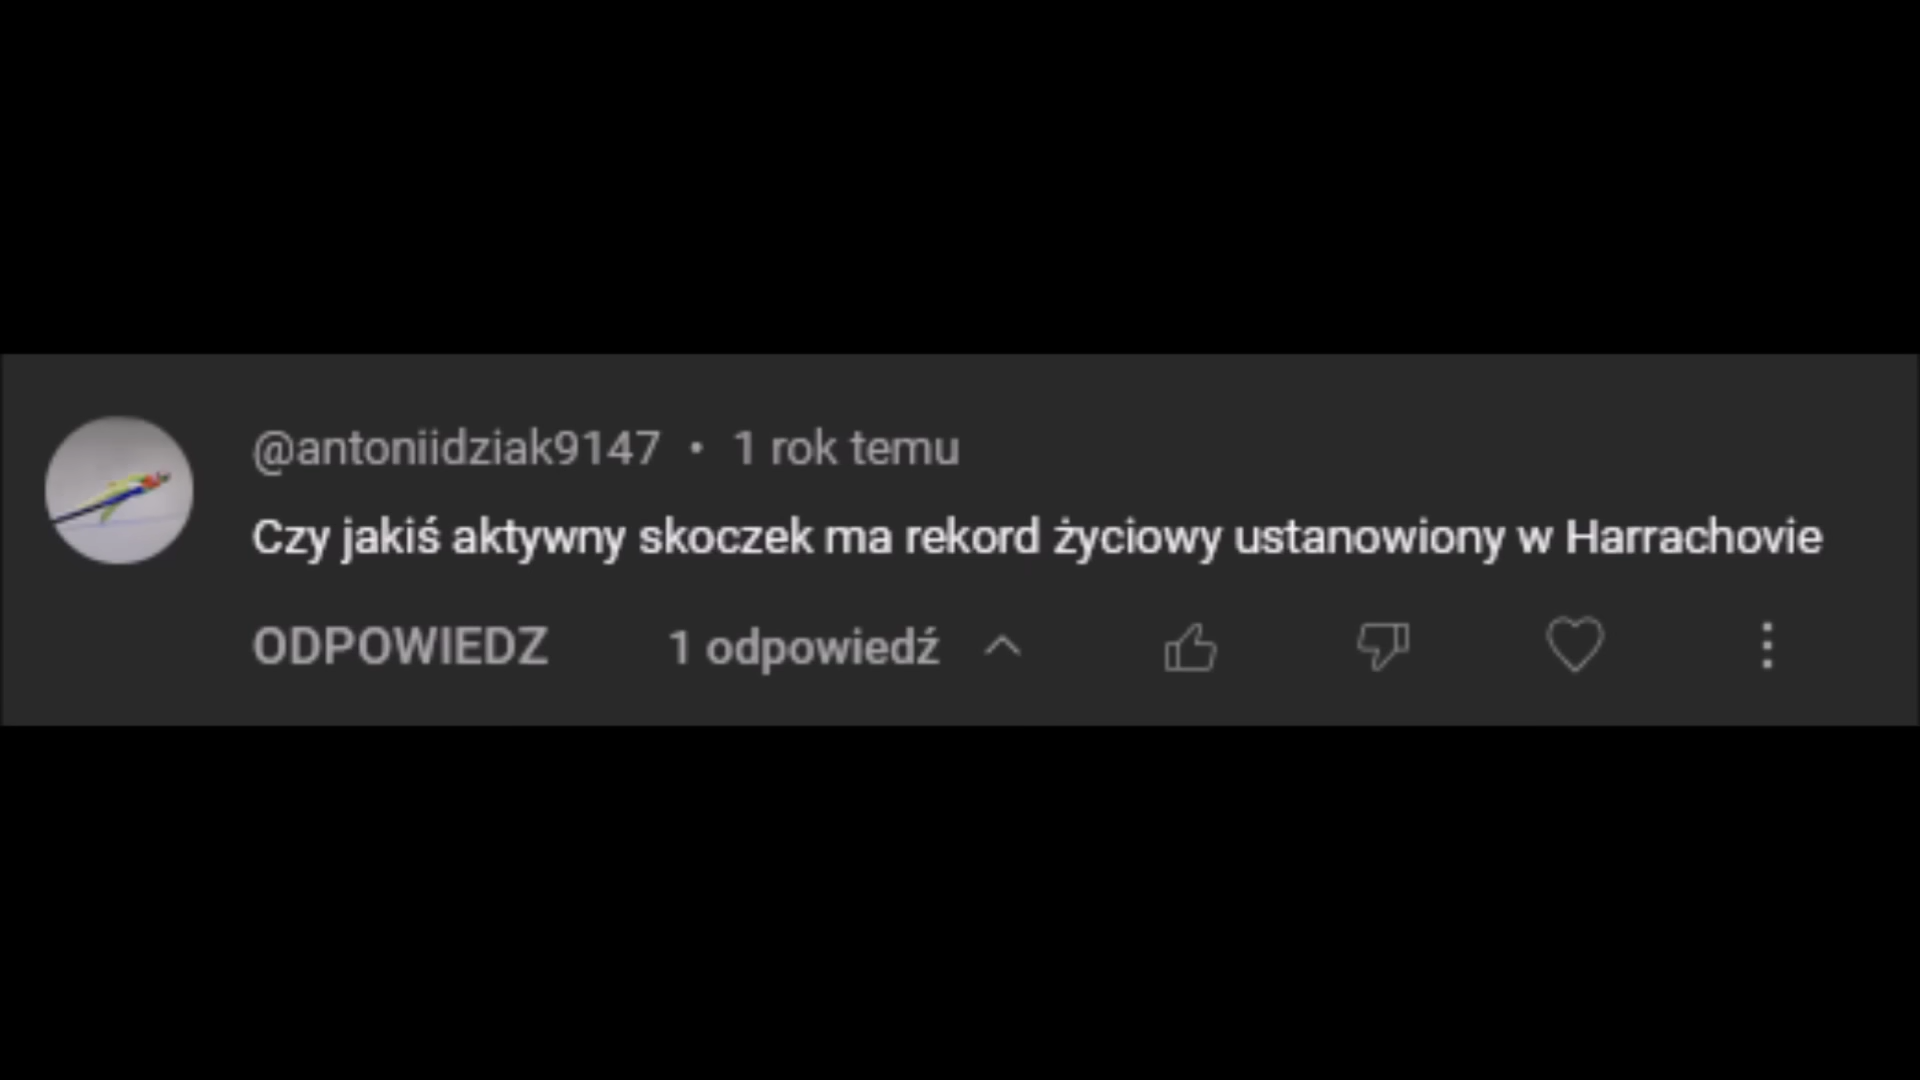 @antoniidziak9147 • 1 rok temu
Czy jakiś aktywny skoczek ma rekord życiowy ustanowiony w Harrachovie
ODPOWIEDZ 1 odpowiedź